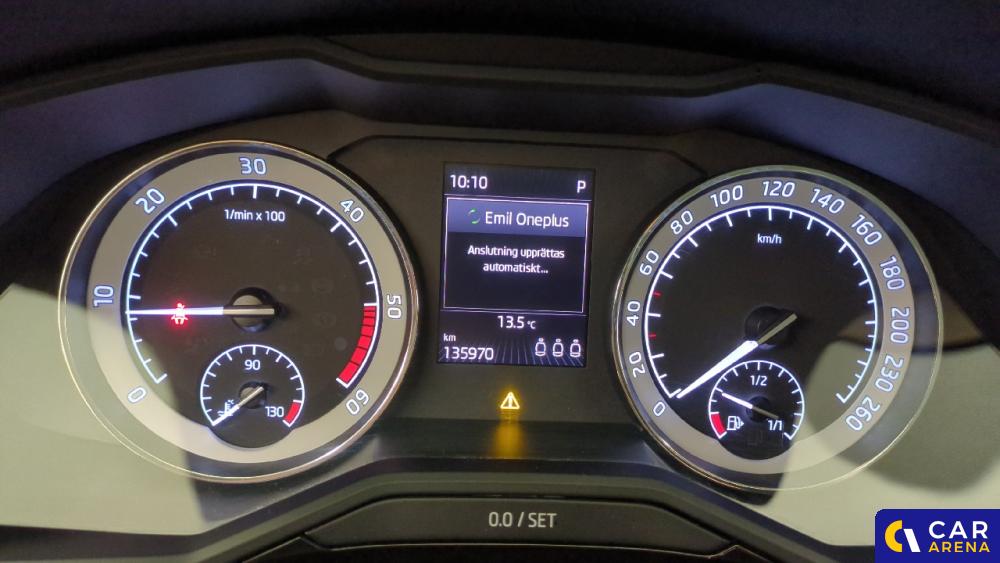 10:10 P
Emil Oneplus
Anslutning upprättas
automatiskt...
13.5 °C
km
135970
1/min x 100
0
10
20
30
40
50
60
90
130
km/h
0
20
40
60
80
100
120
140
160
180
200
230
260
1/2
1/1
0.0 / SET
CAR
ARENA